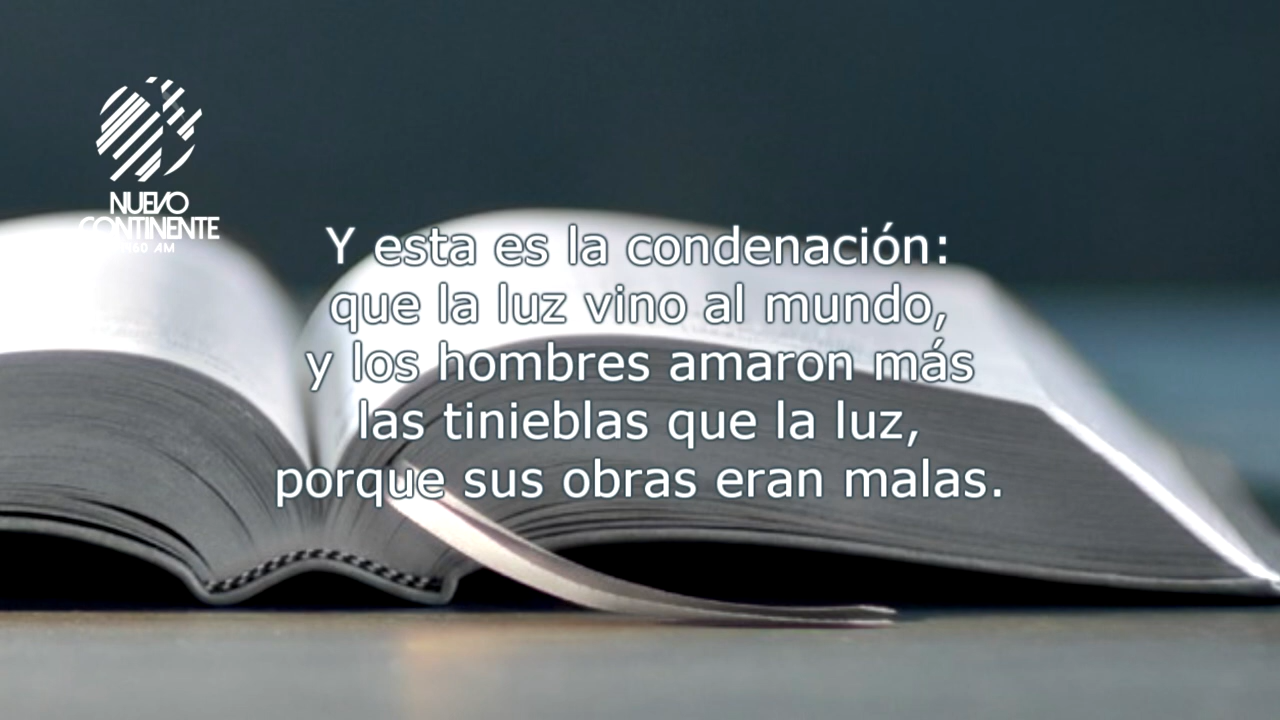 NUEVO
CONTINENTE
Y esta es la condenación:
que la luz vino al mundo,
y los hombres amaron más
las tinieblas que la luz,
porque sus obras eran malas.